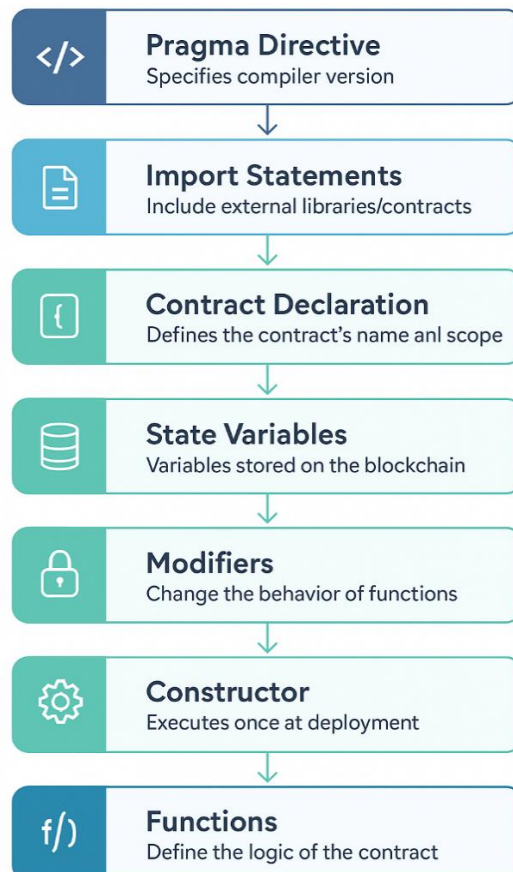 </>
Pragma Directive
Specifies compiler version
Import Statements
Include external libraries/contracts
{
Contract Declaration
Defines the contract's name anl scope
State Variables
Variables stored on the blockchain
Modifiers
Change the behavior of functions
Constructor
Executes once at deployment
f/)
Functions
Define the logic of the contract